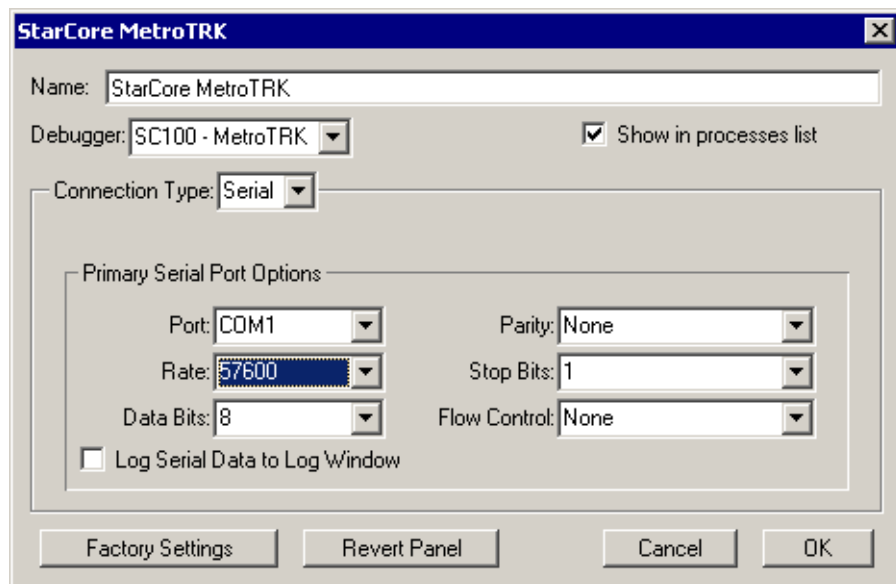 StarCore MetroTRK
Name: StarCore MetroTRK
Debugger: SC100 - MetroTRK Show in processes list
Connection Type: Serial
Primary Serial Port Options
Port: COM1 Parity: None
Rate: 57600 Stop Bits: 1
Data Bits: 8 Flow Control: None
Log Serial Data to Log Window
Factory Settings Revert Panel Cancel OK